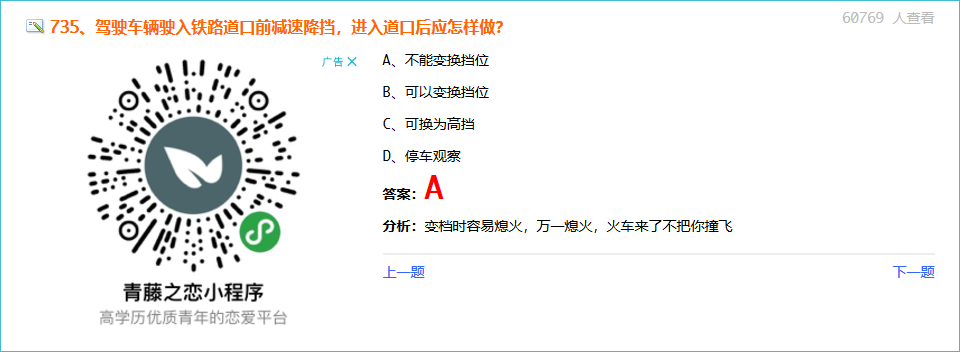 735、驾驶车辆驶入铁路道口前减速降挡，进入道口后应怎样做？
60769 人查看
广告
A、不能变换挡位
B、可以变换挡位
C、可换为高挡
D、停车观察
答案：A
分析：变档时容易熄火，万一熄火，火车来了不把你撞飞
上一题
下一题
青藤之恋小程序
高学历优质青年的恋爱平台